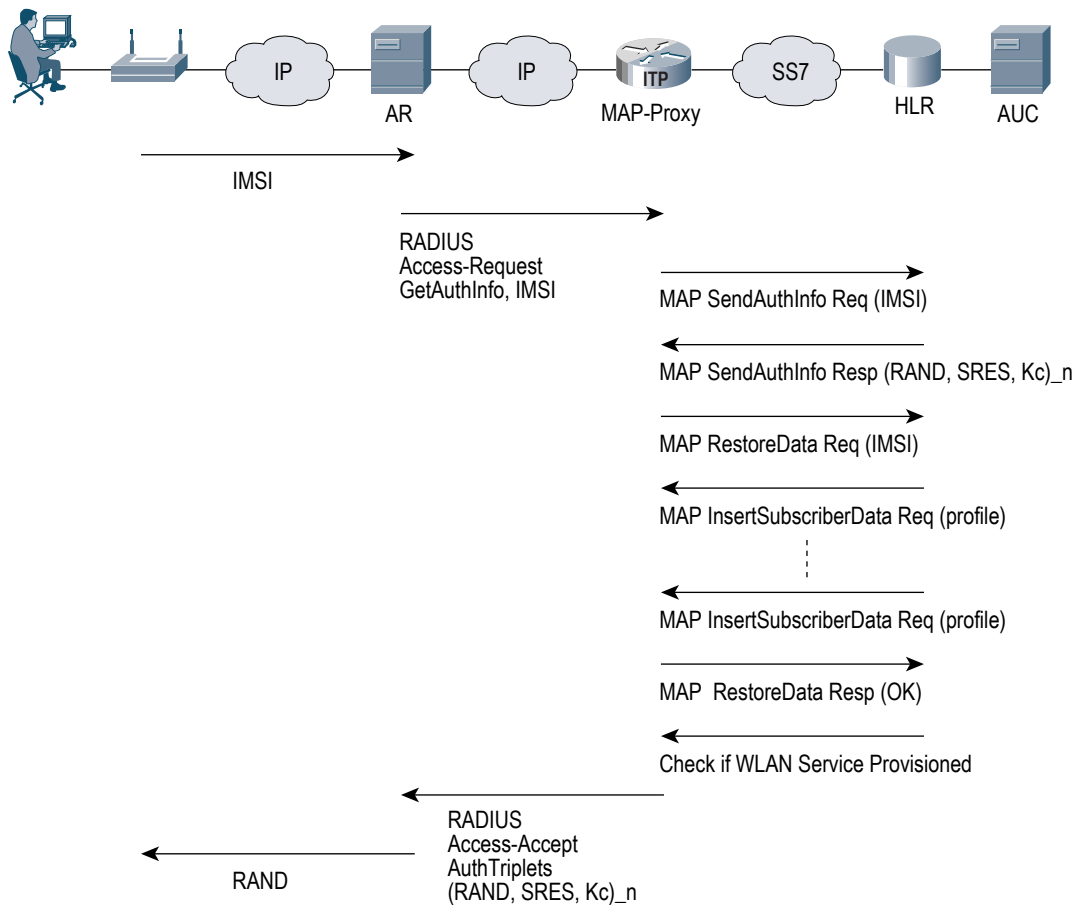 IP
IP
ITP
SS7
AR
MAP-Proxy
HLR
AUC
IMSI
RADIUS
Access-Request
GetAuthInfo, IMSI
MAP SendAuthInfo Req (IMSI)
MAP SendAuthInfo Resp (RAND, SRES, Kc)_n
MAP RestoreData Req (IMSI)
MAP InsertSubscriberData Req (profile)
MAP InsertSubscriberData Req (profile)
MAP RestoreData Resp (OK)
Check if WLAN Service Provisioned
RADIUS
Access-Accept
AuthTriplets
(RAND, SRES, Kc)_n
RAND